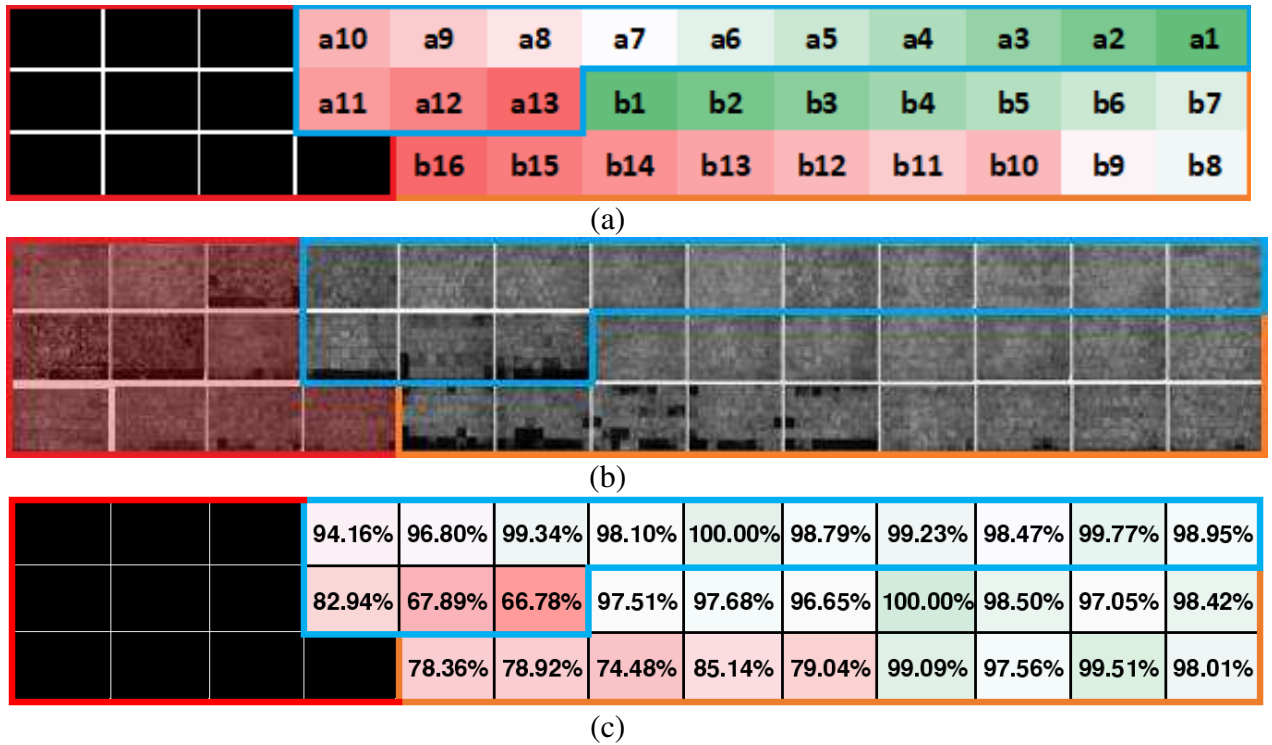 a10 a9 a8 a7 a6 a5 a4 a3 a2 a1
a11 a12 a13 b1 b2 b3 b4 b5 b6 b7
b16 b15 b14 b13 b12 b11 b10 b9 b8
(a)
(b)
94.16% 96.80% 99.34% 98.10% 100.00% 98.79% 99.23% 98.47% 99.77% 98.95%
82.94% 67.89% 66.78% 97.51% 97.68% 96.65% 100.00% 98.50% 97.05% 98.42%
78.36% 78.92% 74.48% 85.14% 79.04% 99.09% 97.56% 99.51% 98.01%
(c)